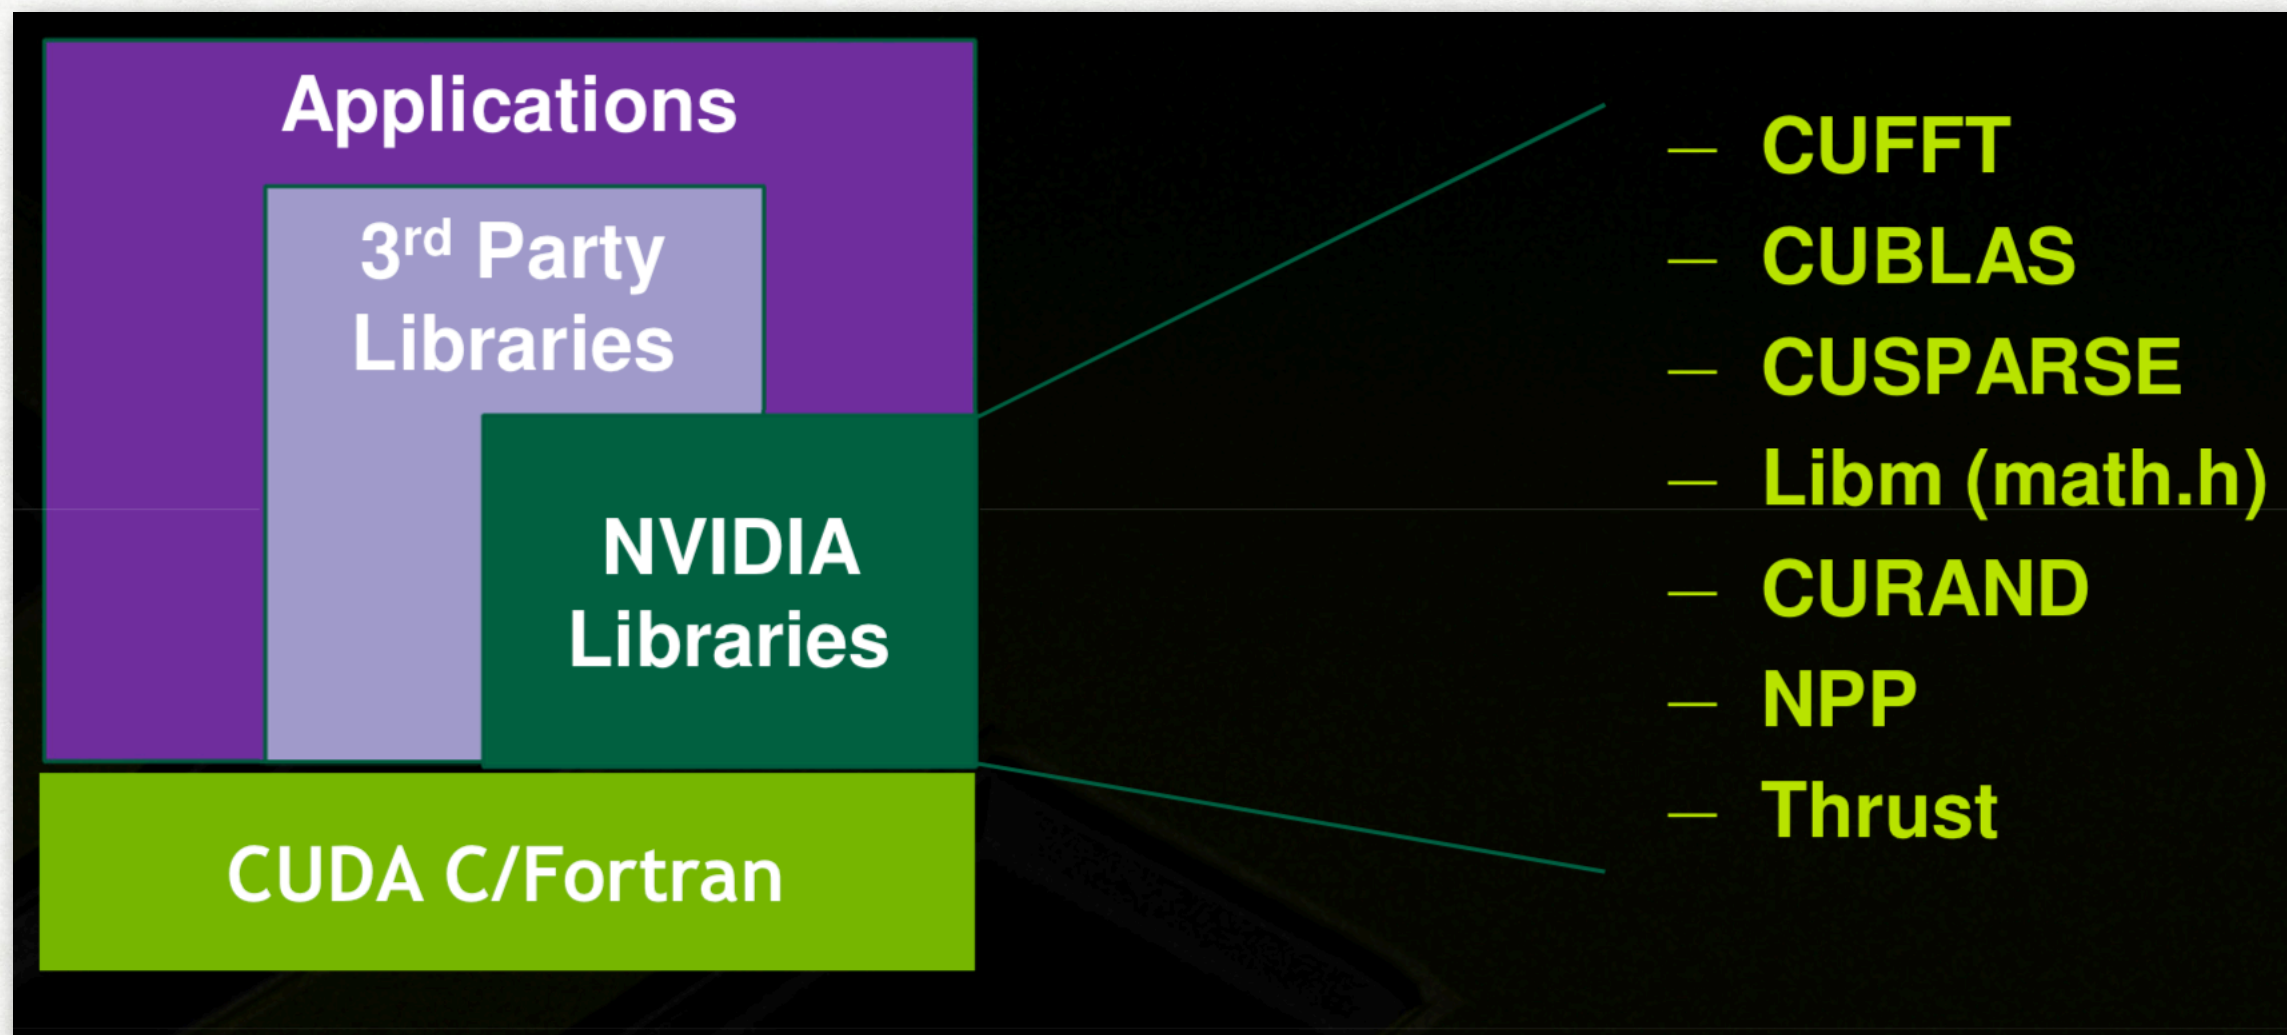 Applications
3rd Party
Libraries
NVIDIA
Libraries
CUDA C/Fortran
— CUFFT
— CUBLAS
— CUSPARSE
— Libm (math.h)
— CURAND
— NPP
— Thrust